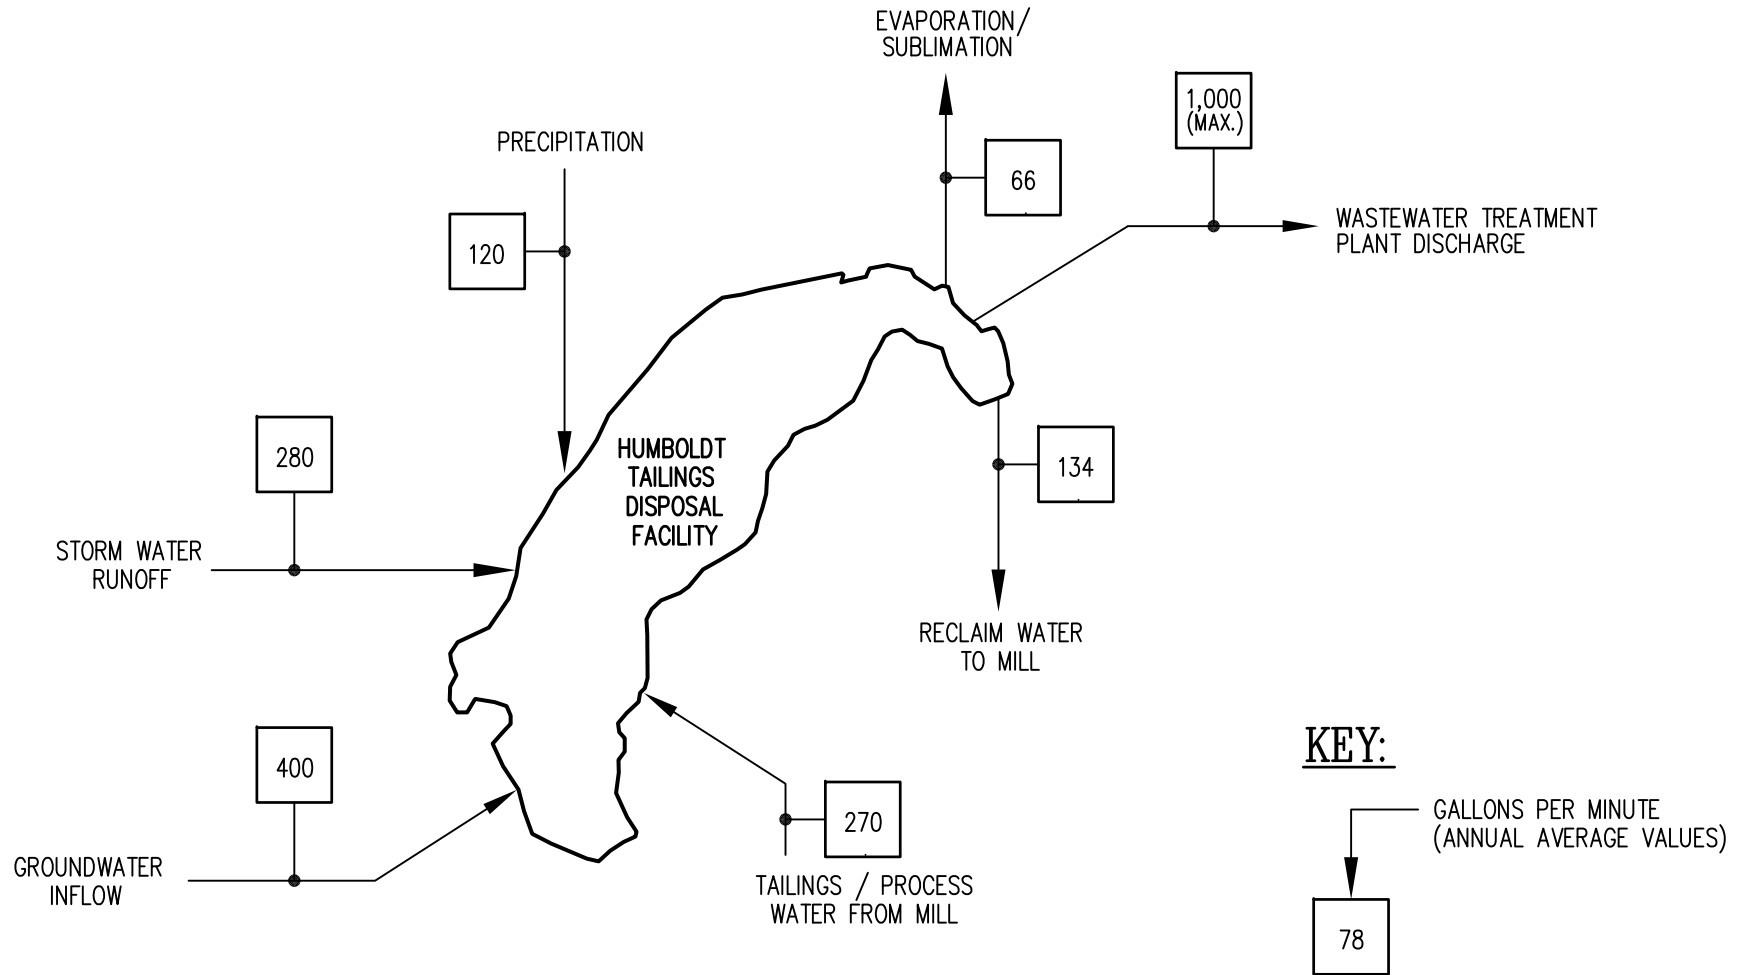 EVAPORATION/
SUBLIMATION
1,000
(MAX.)
PRECIPITATION
66
WASTEWATER TREATMENT
PLANT DISCHARGE
120
HUMBOLDT
TAILINGS
DISPOSAL
FACILITY
280
134
STORM WATER
RUNOFF
RECLAIM WATER
TO MILL
400
270
GROUNDWATER
INFLOW
TAILINGS / PROCESS
WATER FROM MILL
KEY:
GALLONS PER MINUTE
(ANNUAL AVERAGE VALUES)
78